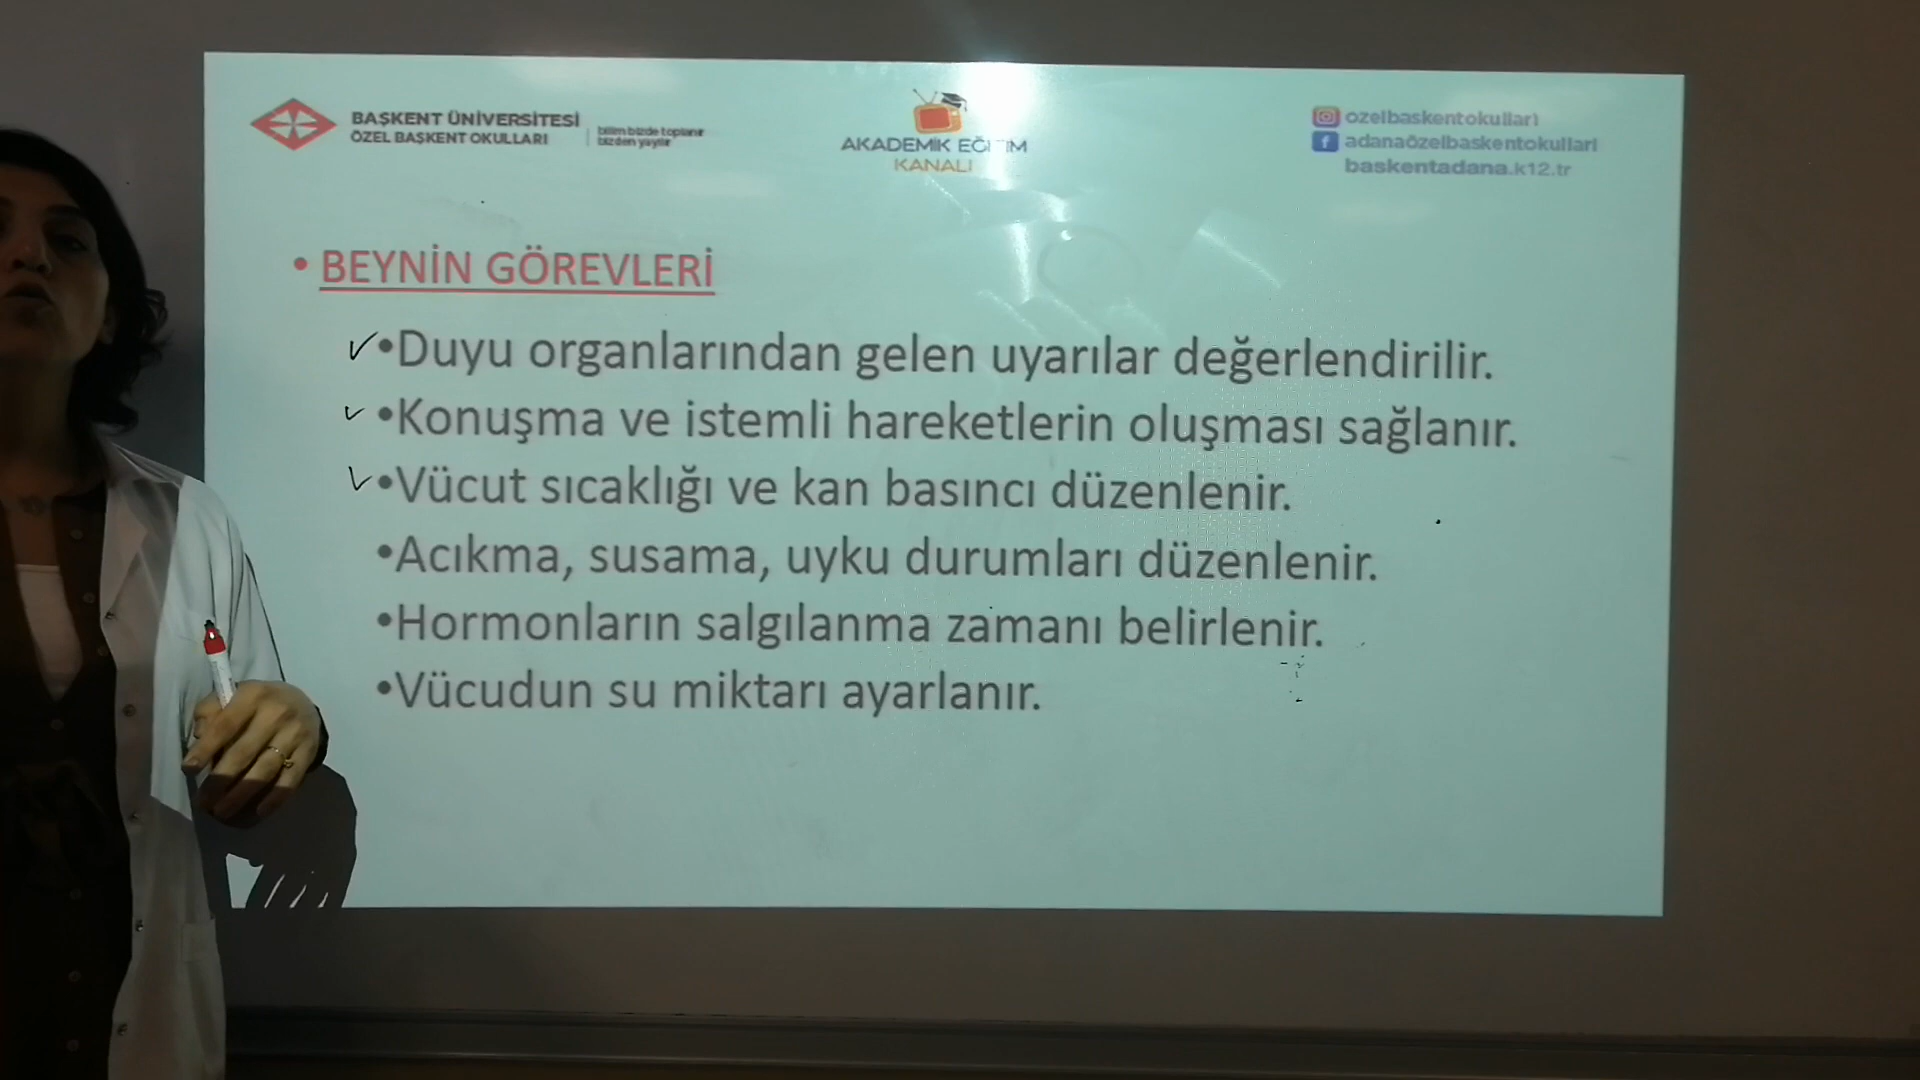 BAŞKENT ÜNİVERSİTESİ
ÖZEL BAŞKENT OKULLARI
bilim bizde toplanır
bizden yayılır
AKADEMİK EĞİTİM
KANALI
ozelbaskentokullari
adanaözelbaskentokullari
baskentadana.k12.tr
• BEYNİN GÖREVLERİ
•Duyu organlarından gelen uyarılar değerlendirilir.
•Konuşma ve istemli hareketlerin oluşması sağlanır.
•Vücut sıcaklığı ve kan basıncı düzenlenir.
•Acıkma, susama, uyku durumları düzenlenir.
•Hormonların salgılanma zamanı belirlenir.
•Vücudun su miktarı ayarlanır.